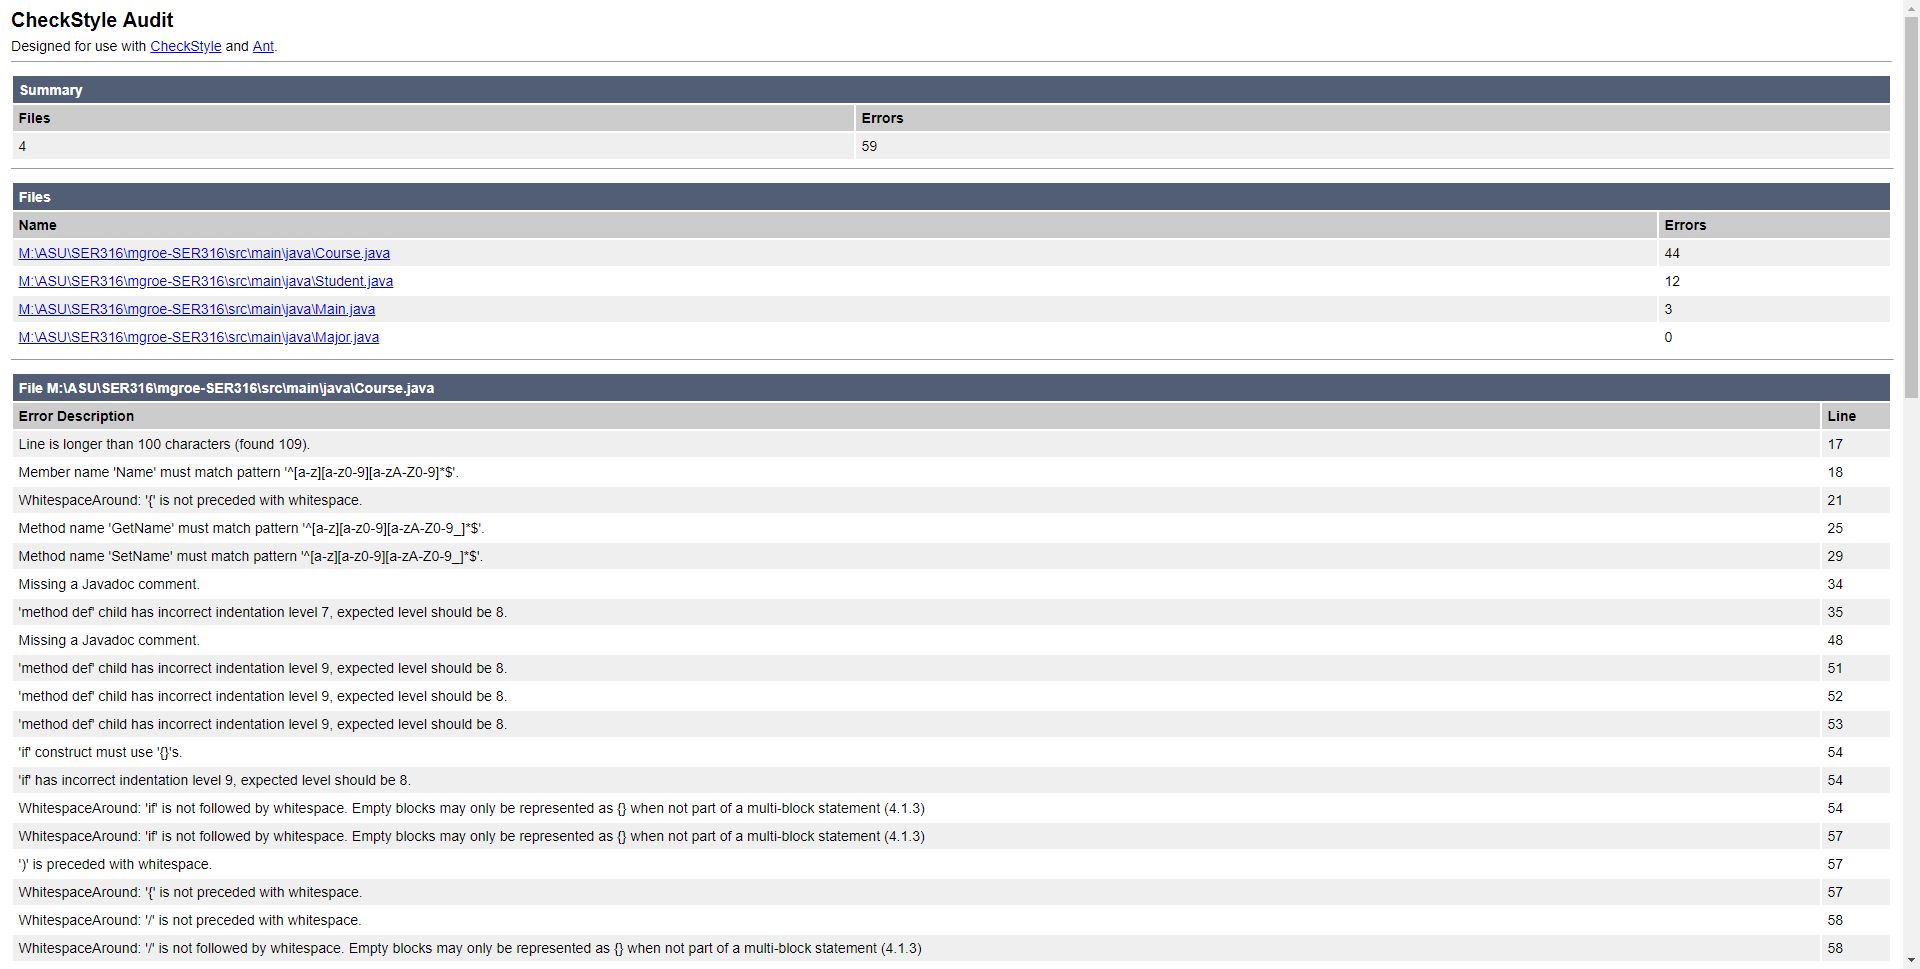 CheckStyle Audit
Designed for use with CheckStyle and Ant.
Summary
Files Errors
4 59
Files
Name Errors
M:\ASU\SER316\mgroe-SER316\src\main\java\Course.java 44
M:\ASU\SER316\mgroe-SER316\src\main\java\Student.java 12
M:\ASU\SER316\mgroe-SER316\src\main\java\Main.java 3
M:\ASU\SER316\mgroe-SER316\src\main\java\Major.java 0
File M:\ASU\SER316\mgroe-SER316\src\main\java\Course.java
Error Description Line
Line is longer than 100 characters (found 109). 17
Member name 'Name' must match pattern '^[a-z][a-z0-9][a-zA-Z0-9]*$'. 18
WhitespaceAround: '{' is not preceded with whitespace. 21
Method name 'GetName' must match pattern '^[a-z][a-z0-9][a-zA-Z0-9_]*$'. 25
Method name 'SetName' must match pattern '^[a-z][a-z0-9][a-zA-Z0-9_]*$'. 29
Missing a Javadoc comment. 34
'method def' child has incorrect indentation level 7, expected level should be 8. 35
Missing a Javadoc comment. 48
'method def' child has incorrect indentation level 9, expected level should be 8. 51
'method def' child has incorrect indentation level 9, expected level should be 8. 52
'method def' child has incorrect indentation level 9, expected level should be 8. 53
'if' construct must use '{}'s. 54
'if' has incorrect indentation level 9, expected level should be 8. 54
WhitespaceAround: 'if' is not followed by whitespace. Empty blocks may only be represented as {} when not part of a multi-block statement (4.1.3) 54
WhitespaceAround: 'if' is not followed by whitespace. Empty blocks may only be represented as {} when not part of a multi-block statement (4.1.3) 57
')' is preceded with whitespace. 57
WhitespaceAround: '{' is not preceded with whitespace. 57
WhitespaceAround: '/' is not preceded with whitespace. 58
WhitespaceAround: '/' is not followed by whitespace. Empty blocks may only be represented as {} when not part of a multi-block statement (4.1.3) 58